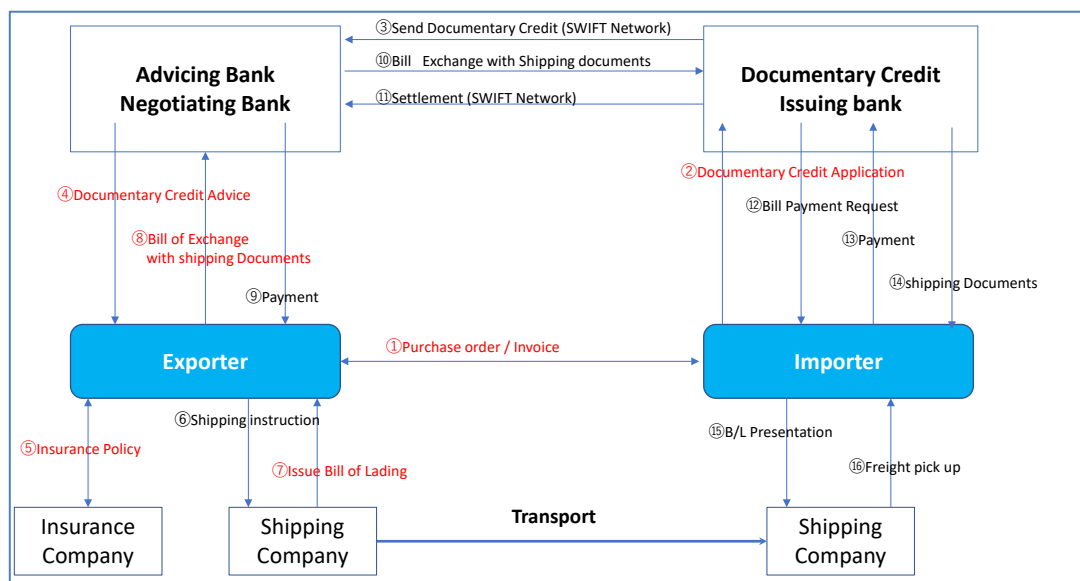 ③Send Documentary Credit (SWIFT Network)
Advicing Bank
Negotiating Bank
⑩Bill Exchange with Shipping documents
Documentary Credit
Issuing bank
⑪Settlement (SWIFT Network)
④Documentary Credit Advice
②Documentary Credit Application
⑫Bill Payment Request
⑧Bill of Exchange
with shipping Documents
⑬Payment
⑭shipping Documents
⑨Payment
Exporter
①Purchase order / Invoice
Importer
⑥Shipping instruction
⑮B/L Presentation
⑤Insurance Policy
⑦Issue Bill of Lading
⑯Freight pick up
Insurance
Company
Shipping
Company
Transport
Shipping
Company